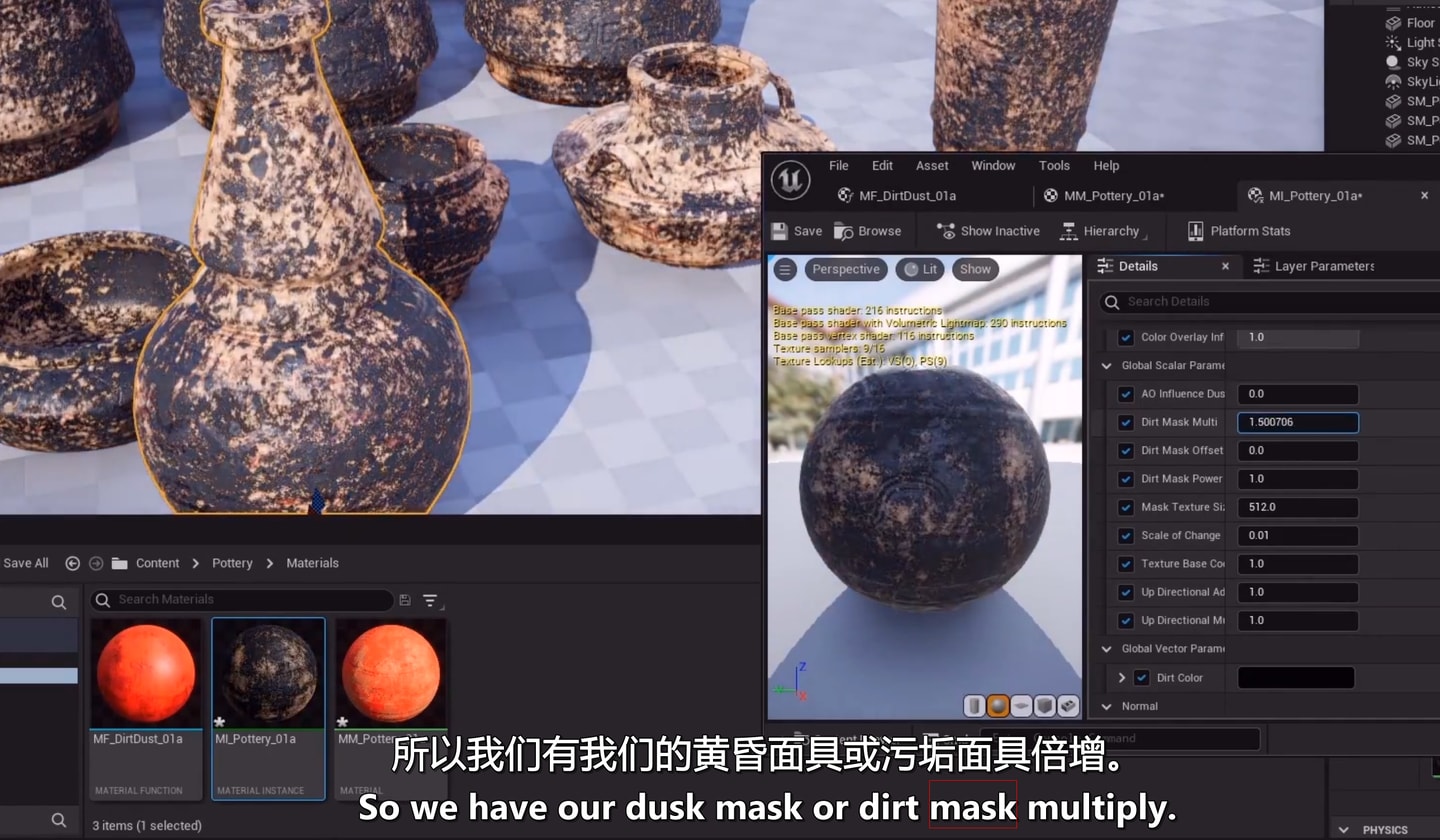 Floor
Light
Sky S
SkyLi
SM_P
SM_P
SM_P
File Edit Asset Window Tools Help
MF_DirtDust_01a MM_Pottery_01a* MI_Pottery_01a*
Save Browse Show Inactive Hierarchy Platform Stats
Perspective Lit Show
Details Layer Parameters
Search Details
Base pass shader: 216 instructions
Base pass shader with Volumetric Lightmap: 290 instructions
Base pass vertex shader: 116 instructions
Texture samplers: 9/16
Texture Lookups (Est.): VS(0), PS(9)
Z
X
Color Overlay Inf 1.0
Global Scalar Parame
AO Influence Dus 0.0
Dirt Mask Multi 1.500706
Dirt Mask Offset 0.0
Dirt Mask Power 1.0
Mask Texture Siz 512.0
Scale of Change 0.01
Texture Base Co 1.0
Up Directional Ad 1.0
Up Directional Mu 1.0
Global Vector Parame
Dirt Color
Normal
Save All Content Pottery Materials
Search Materials
MF_DirtDust_01a MI_Pottery_01a MM_Potter
MATERIAL FUNCTION MATERIAL INSTANCE MATERIAL
3 items (1 selected)
所以我们有我们的黄昏面具或污垢面具倍增。
So we have our dusk mask or dirt mask multiply.
PHYSICS